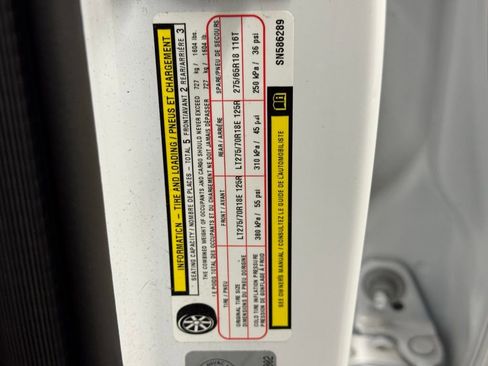 INFORMATION – TIRE AND LOADING / PNEUS ET CHARGEMENT
SEATING CAPACITY / NOMBRE DE PLACES – TOTAL 5 FRONT/AVANT 2 REAR/ARRIÈRE 3
THE COMBINED WEIGHT OF OCCUPANTS AND CARGO SHOULD NEVER EXCEED 727 kg / 1604 lbs.
LE POIDS TOTAL DES OCCUPANTS ET DU CHARGEMENT NE DOIT JAMAIS DÉPASSER 727 kg / 1604 lb.
TIRE / PNEU FRONT / AVANT REAR / ARRIÈRE SPARE/PNEU DE SECOURS
ORIGINAL TIRE SIZE
DIMENSIONS DU PNEU D'ORIGINE
LT275/70R18E 125R LT275/70R18E 125R 275/65R18 116T
COLD TIRE INFLATION PRESSURE
PRESSION DE GONFLAGE À FROID
380 kPa / 55 psi 310 kPa / 45 psi 250 kPa / 36 psi
SEE OWNERS MANUAL / CONSULTEZ LE GUIDE DE L'AUTOMOBILISTE
SN586289